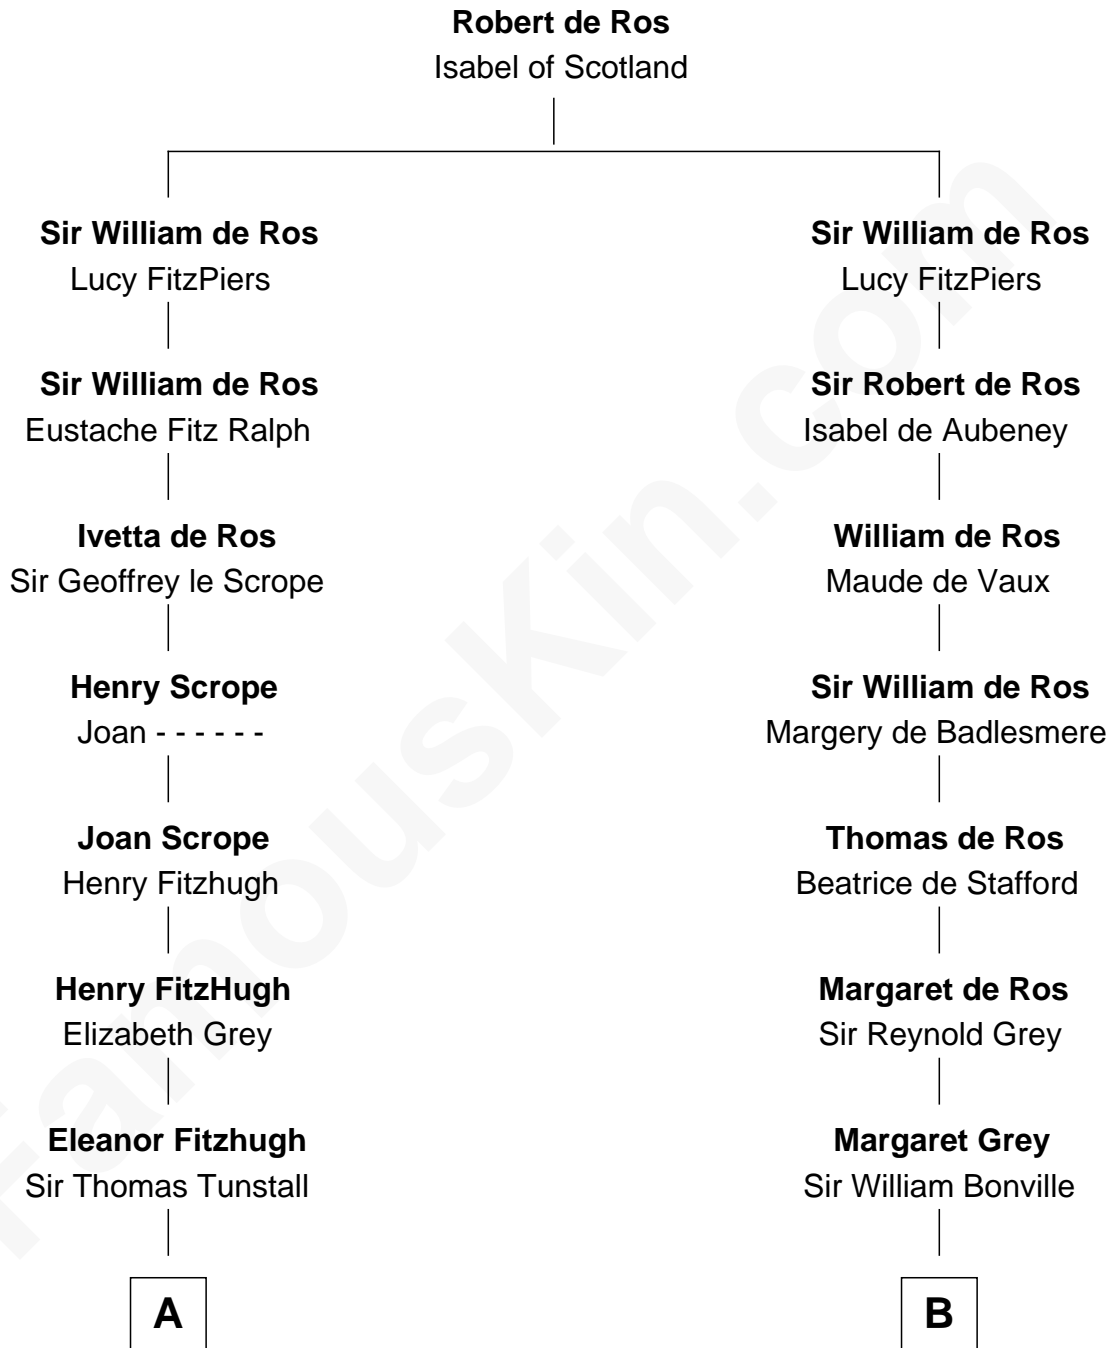 Robert de Ros
Isabel of Scotland
Sir William de Ros
Lucy FitzPiers
Sir William de Ros
Lucy FitzPiers
Sir William de Ros
Eustache Fitz Ralph
Sir Robert de Ros
Isabel de Aubeney
Ivetta de Ros
Sir Geoffrey le Scrope
William de Ros
Maude de Vaux
Henry Scrope
Joan - - - - - -
Sir William de Ros
Margery de Badlesmere
Joan Scrope
Henry Fitzhugh
Thomas de Ros
Beatrice de Stafford
Henry FitzHugh
Elizabeth Grey
Margaret de Ros
Sir Reynold Grey
Eleanor Fitzhugh
Sir Thomas Tunstall
Margaret Grey
Sir William Bonville
A
B
FamousKin.com